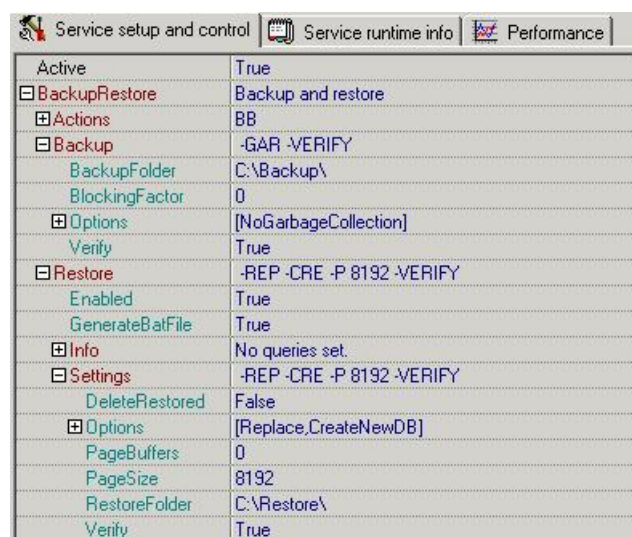 Service setup and control Service runtime info Performance
Active True
BackupRestore Backup and restore
Actions BB
Backup -GAR -VERIFY
BackupFolder C:\Backup\
BlockingFactor 0
Options [NoGarbageCollection]
Verify True
Restore -REP -CRE -P 8192 -VERIFY
Enabled True
GenerateBatFile True
Info No queries set.
Settings -REP -CRE -P 8192 -VERIFY
DeleteRestored False
Options [Replace,CreateNewDB]
PageBuffers 0
PageSize 8192
RestoreFolder C:\Restore\
Verify True